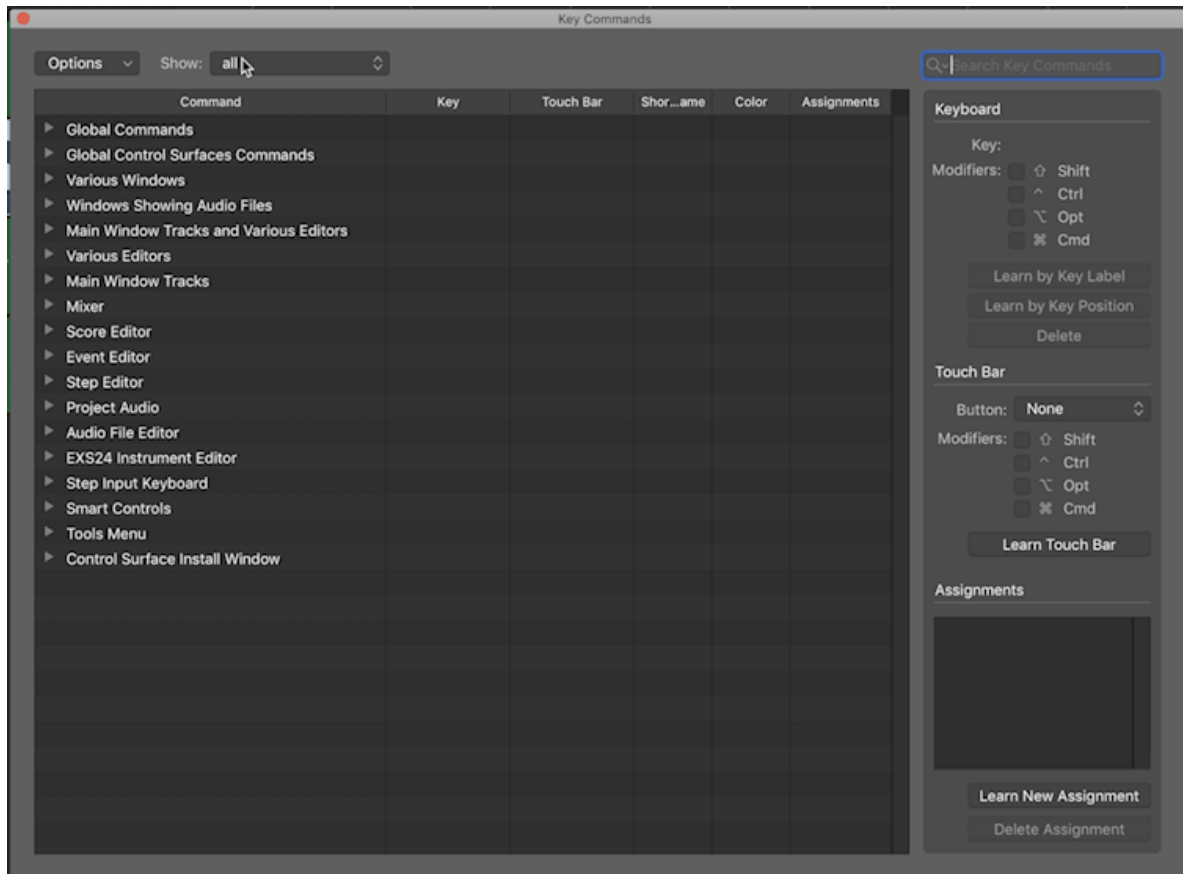 Key Commands
Options Show: all
Search Key Commands
Command Key Touch Bar Shor...ame Color Assignments
Global Commands
Global Control Surfaces Commands
Various Windows
Windows Showing Audio Files
Main Window Tracks and Various Editors
Various Editors
Main Window Tracks
Mixer
Score Editor
Event Editor
Step Editor
Project Audio
Audio File Editor
EXS24 Instrument Editor
Step Input Keyboard
Smart Controls
Tools Menu
Control Surface Install Window
Keyboard
Key:
Modifiers: ⇧ Shift
^ Ctrl
⌥ Opt
⌘ Cmd
Learn by Key Label
Learn by Key Position
Delete
Touch Bar
Button: None
Modifiers: ⇧ Shift
^ Ctrl
⌥ Opt
⌘ Cmd
Learn Touch Bar
Assignments
Learn New Assignment
Delete Assignment